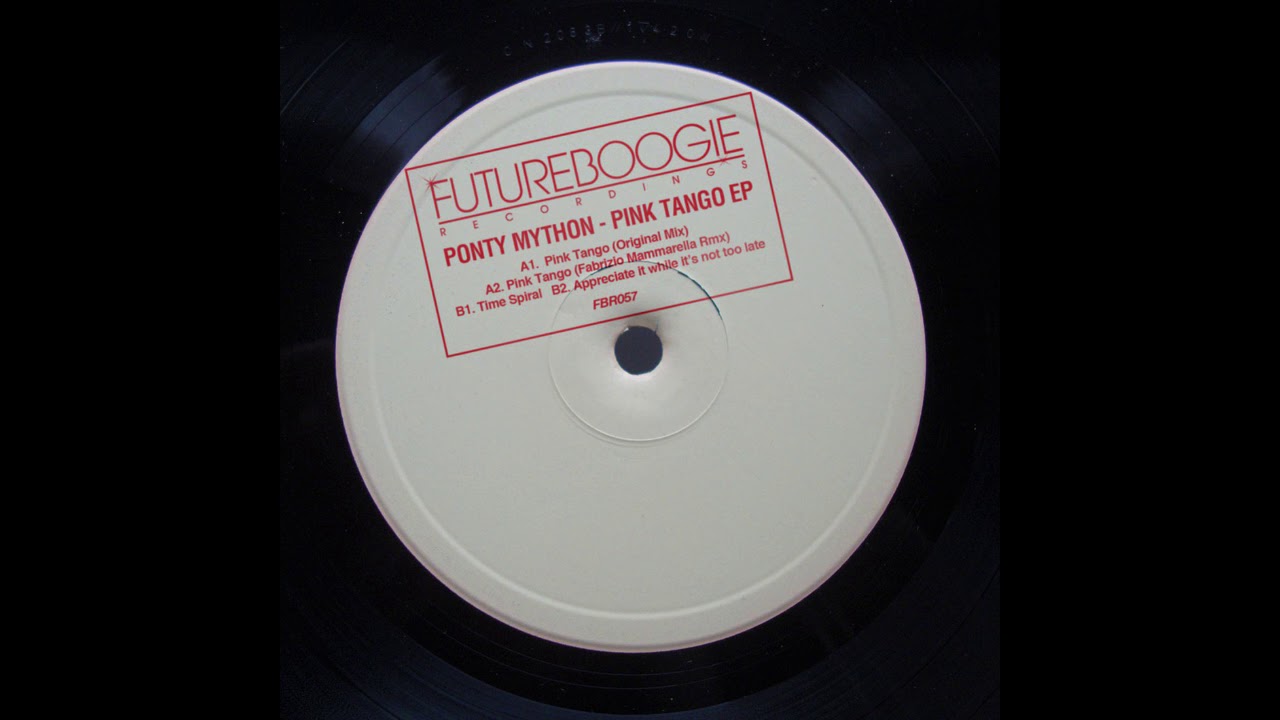 FUTUREBOOGIE
RECORDINGS
PONTY MYTHON - PINK TANGO EP
A1. Pink Tango (Original Mix)
A2. Pink Tango (Fabrizio Mammarella Rmx)
B1. Time Spiral B2. Appreciate it while it's not too late
FBR057